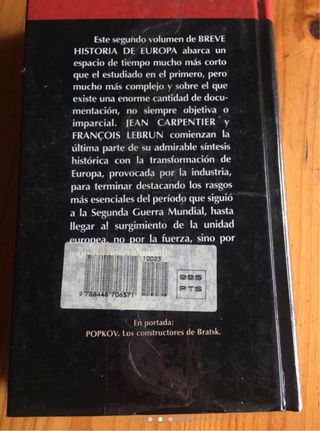 Este segundo volumen de BREVE
HISTORIA DE EUROPA abarca un
espacio de tiempo mucho más corto
que el estudiado en el primero, pero
mucho más complejo y sobre el que
existe una enorme cantidad de docu-
mentación, no siempre objetiva o
imparcial. JEAN CARPENTIER y
FRANÇOIS LEBRUN comienzan la
última parte de su admirable síntesis
histórica con la transformación de
Europa, provocada por la industria,
para terminar destacando los rasgos
más esenciales del período que siguió
a la Segunda Guerra Mundial, hasta
llegar al surgimiento de la unidad
europea, no por la fuerza, sino por
10023
995
PTS
9 788448 706371
En portada:
POPKOV. Los constructores de Bratsk.